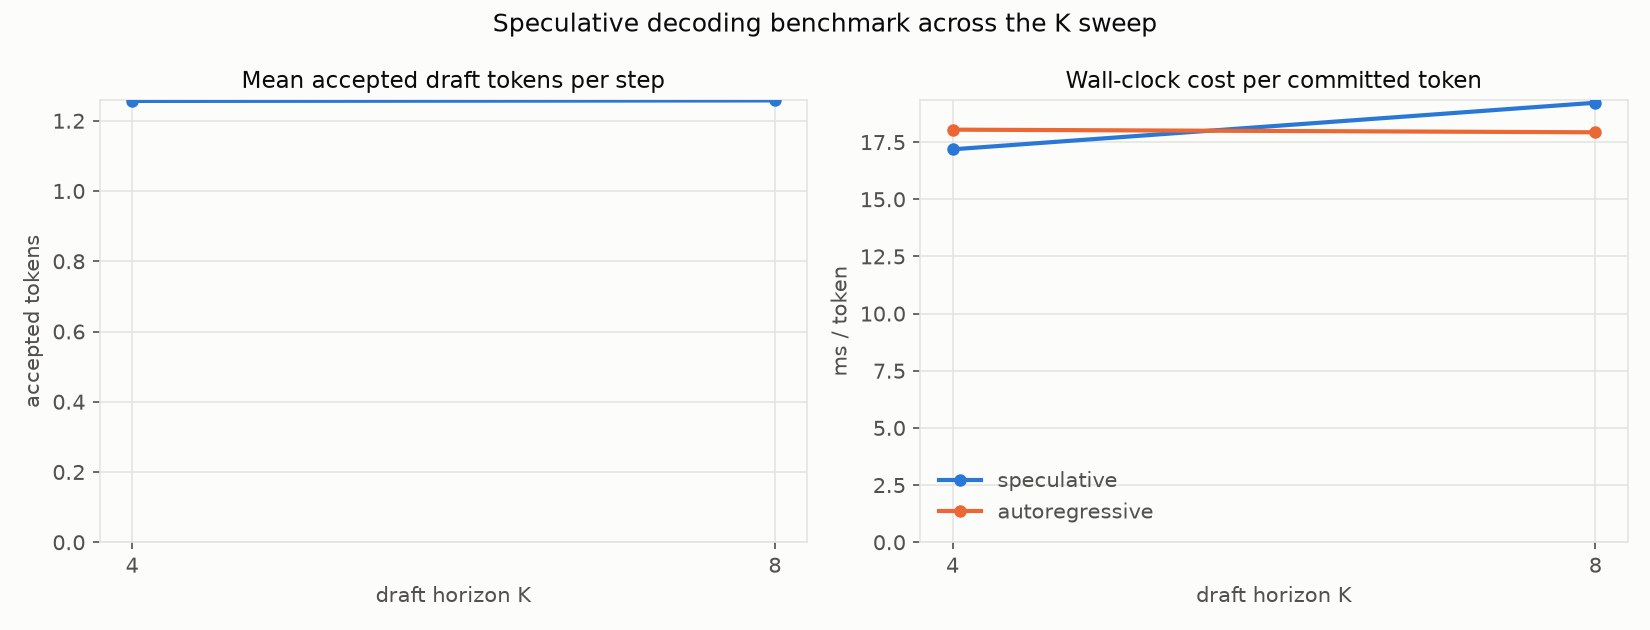 Speculative decoding benchmark across the K sweep
Mean accepted draft tokens per step
accepted tokens
1.2
1.0
0.8
0.6
0.4
0.2
0.0
4
8
draft horizon K
Wall-clock cost per committed token
ms / token
17.5
15.0
12.5
10.0
7.5
5.0
2.5
0.0
speculative
autoregressive
4
8
draft horizon K